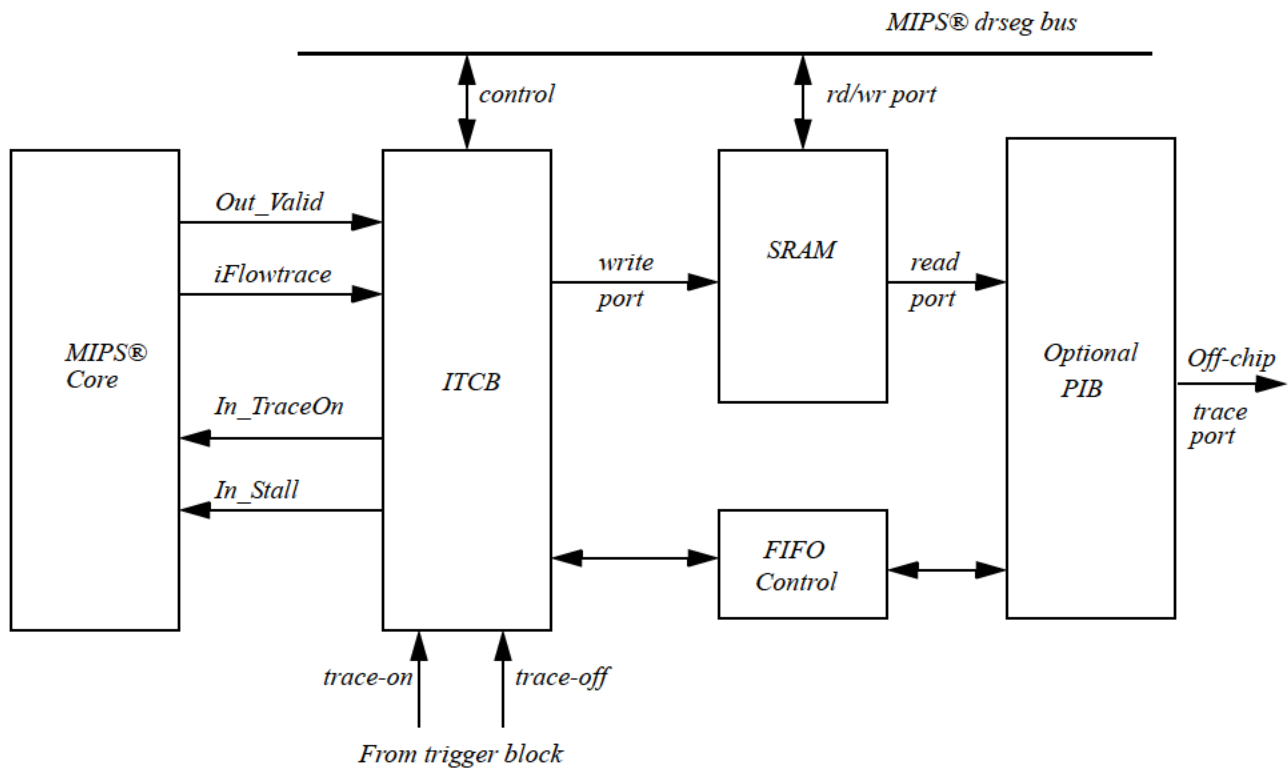 MIPS® drseg bus
control
rd/wr port
Out_Valid
iFlowtrace
MIPS®
Core
In_TraceOn
In_Stall
ITCB
write
port
SRAM
read
port
Optional
PIB
Off-chip
trace
port
FIFO
Control
trace-on
trace-off
From trigger block